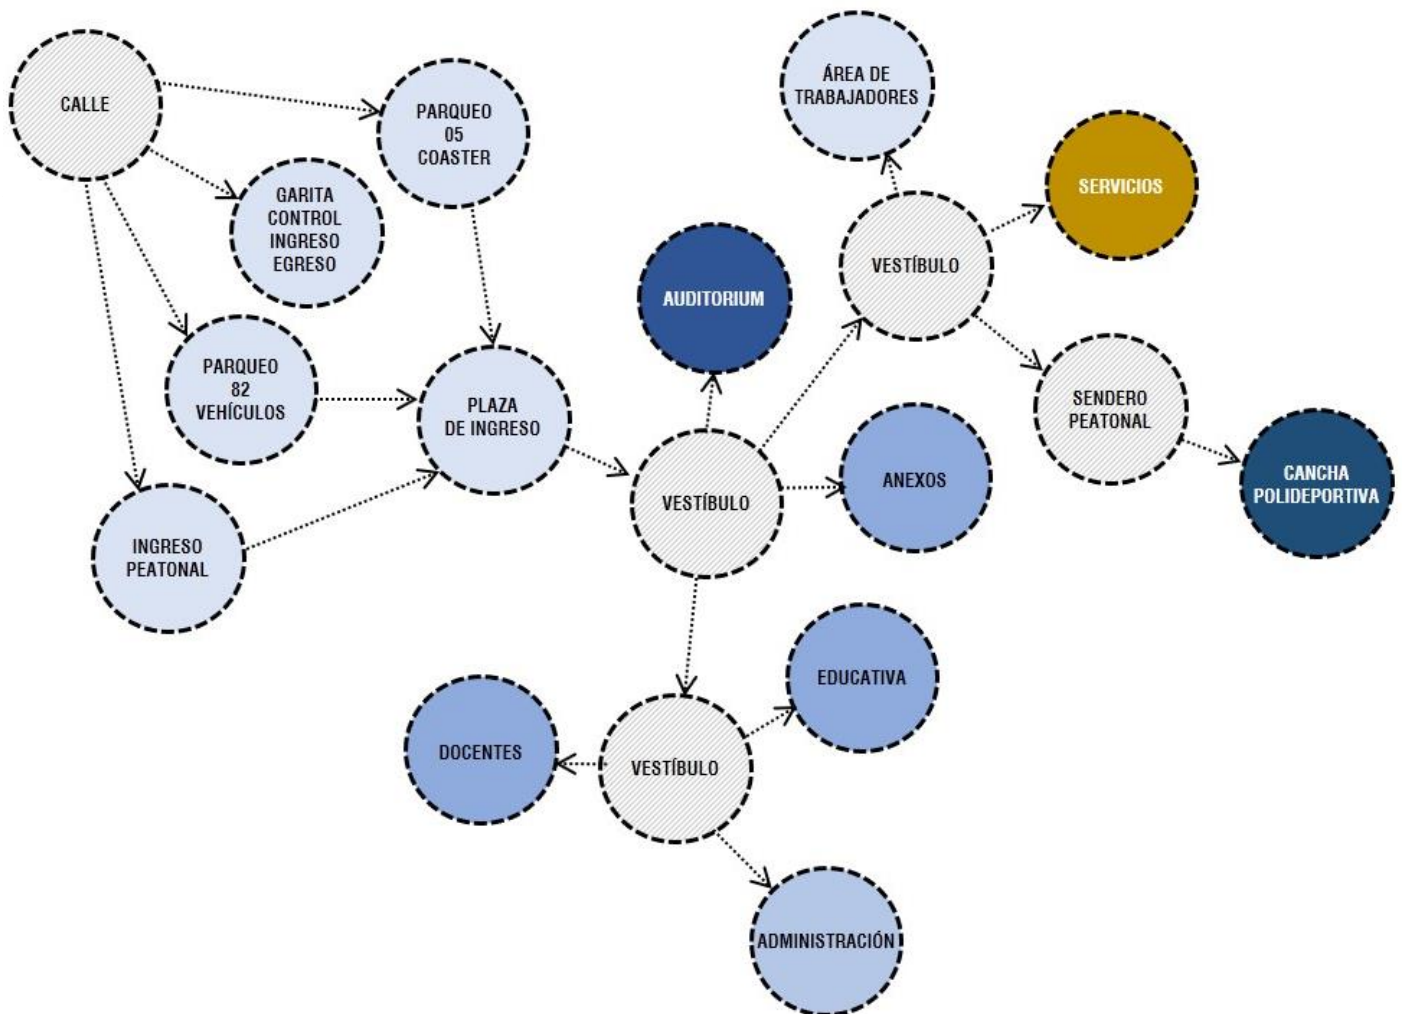 CALLE
PARQUEO
05
COASTER
GARITA
CONTROL
INGRESO
EGRESO
PARQUEO
82
VEHÍCULOS
INGRESO
PEATONAL
PLAZA
DE INGRESO
AUDITORIUM
VESTÍBULO
ÁREA DE
TRABAJADORES
VESTÍBULO
SERVICIOS
SENDERO
PEATONAL
CANCHA
POLIDEPORTIVA
ANEXOS
EDUCATIVA
DOCENTES
VESTÍBULO
ADMINISTRACIÓN